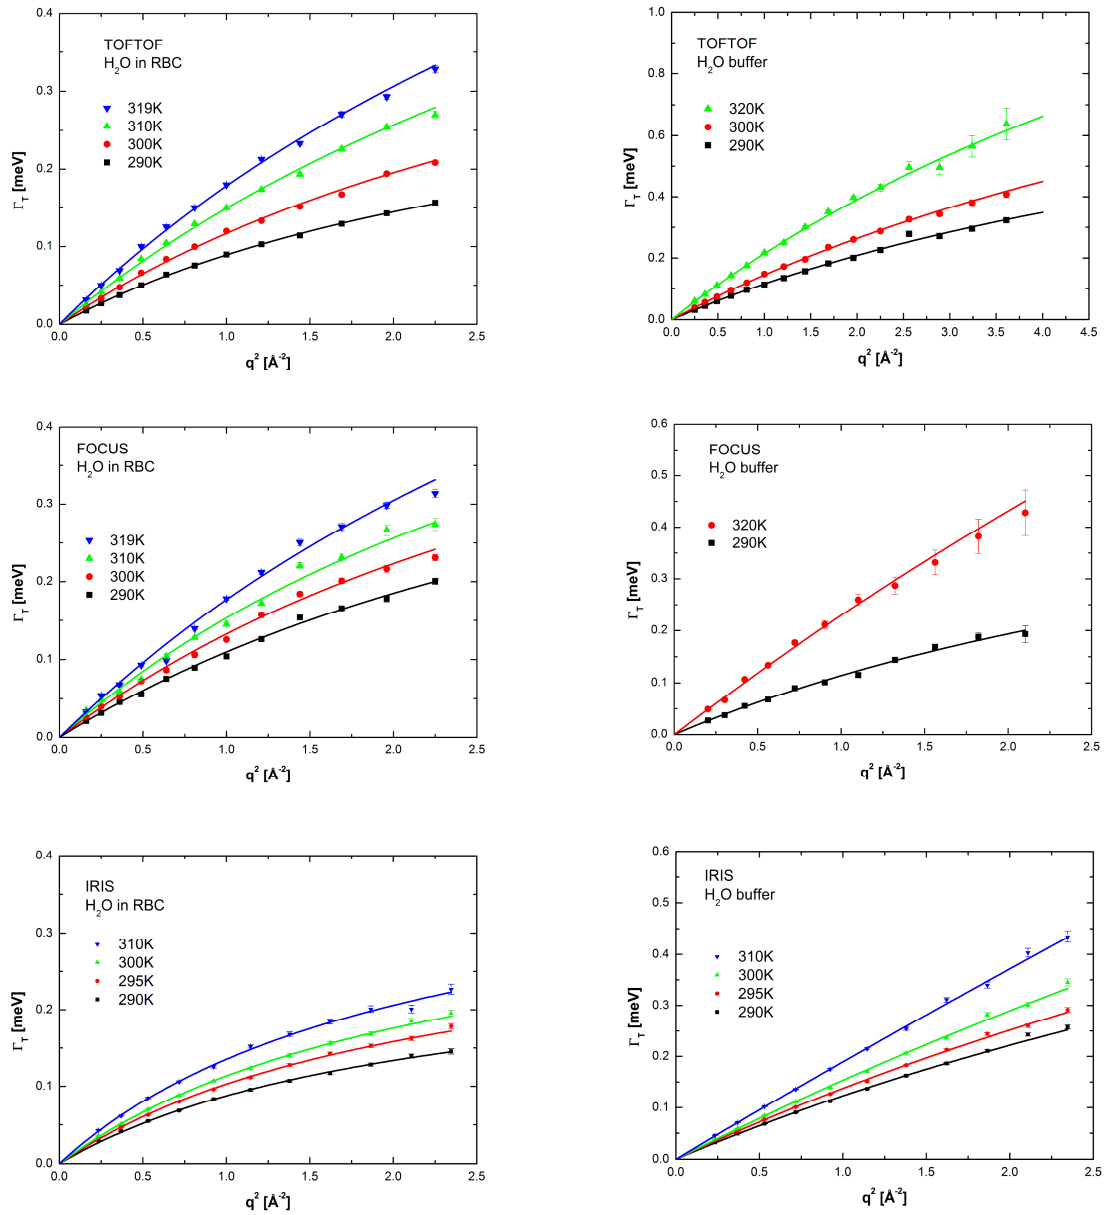 TOFTOF
H2O in RBC
319K
310K
300K
290K
ΓT [meV]
0.4
0.3
0.2
0.1
0.0
0.0 0.5 1.0 1.5 2.0 2.5
q2 [Å-2]
TOFTOF
H2O buffer
320K
300K
290K
ΓT [meV]
1.0
0.8
0.6
0.4
0.2
0.0
0.0 0.5 1.0 1.5 2.0 2.5 3.0 3.5 4.0 4.5
q2 [Å-2]
FOCUS
H2O in RBC
319K
310K
300K
290K
ΓT [meV]
0.4
0.3
0.2
0.1
0.0
0.0 0.5 1.0 1.5 2.0 2.5
q2 [Å-2]
FOCUS
H2O buffer
320K
290K
ΓT [meV]
0.6
0.5
0.4
0.3
0.2
0.1
0.0
0.0 0.5 1.0 1.5 2.0 2.5
q2 [Å-2]
IRIS
H2O in RBC
310K
300K
295K
290K
ΓT [meV]
0.4
0.3
0.2
0.1
0.0
0.0 0.5 1.0 1.5 2.0 2.5
q2 [Å-2]
IRIS
H2O buffer
310K
300K
295K
290K
ΓT [meV]
0.6
0.5
0.4
0.3
0.2
0.1
0.0
0.0 0.5 1.0 1.5 2.0 2.5
q2 [Å-2]